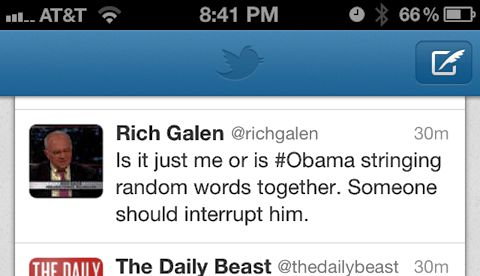 AT&T 8:41 PM 66%
Rich Galen @richgalen 30m
Is it just me or is #Obama stringing
random words together. Someone
should interrupt him.
The Daily Beast @thedailybeast 30m
THE DAILY